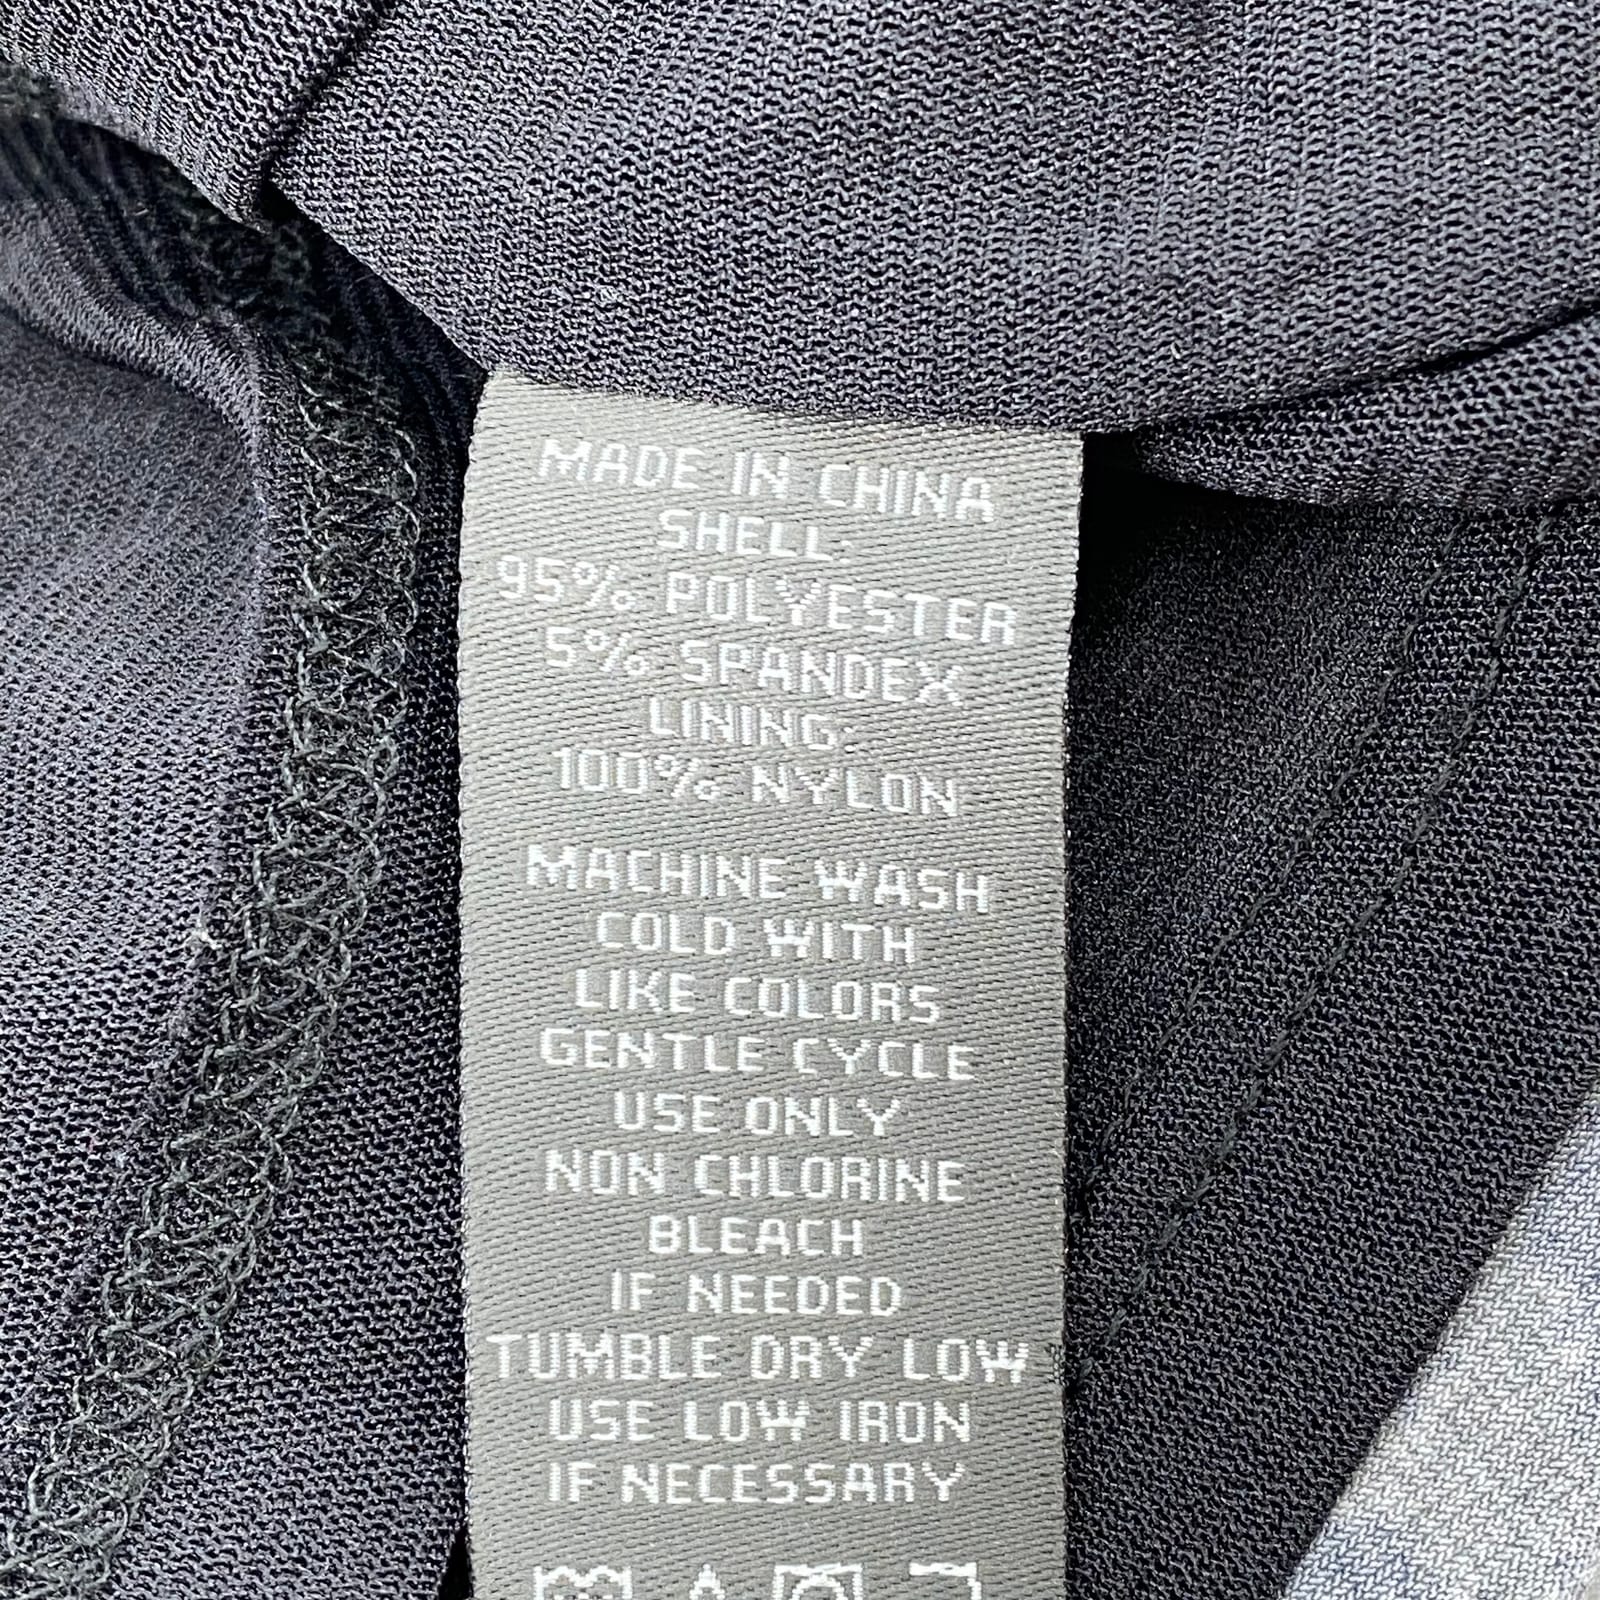 MADE IN CHINA
SHELL:
95% POLYESTER
5% SPANDEX
LINING:
100% NYLON
MACHINE WASH
COLD WITH
LIKE COLORS
GENTLE CYCLE
USE ONLY
NON CHLORINE
BLEACH
IF NEEDED
TUMBLE DRY LOW
USE LOW IRON
IF NECESSARY